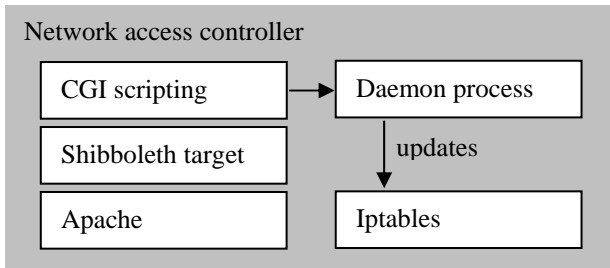 Network access controller
CGI scripting
Daemon process
Shibboleth target
updates
Apache
Iptables